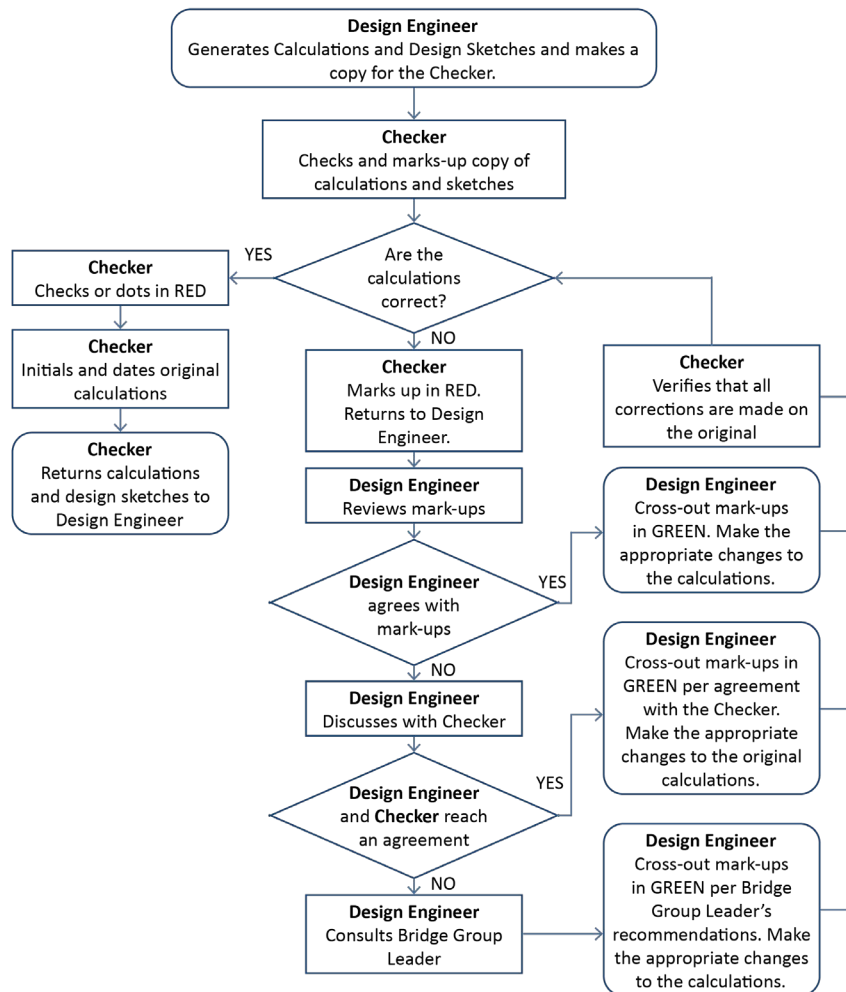 Design Engineer
Generates Calculations and Design Sketches and makes a
copy for the Checker.
Checker
Checks and marks-up copy of
calculations and sketches
Are the
calculations
correct?
YES
Checker
Checks or dots in RED
Checker
Initials and dates original
calculations
Checker
Returns calculations
and design sketches to
Design Engineer
NO
Checker
Marks up in RED.
Returns to Design
Engineer.
Checker
Verifies that all
corrections are made on
the original
Design Engineer
Reviews mark-ups
Design Engineer
agrees with
mark-ups
YES
Design Engineer
Cross-out mark-ups
in GREEN. Make the
appropriate changes to
the calculations.
NO
Design Engineer
Discusses with Checker
Design Engineer
and Checker reach
an agreement
YES
Design Engineer
Cross-out mark-ups in
GREEN per agreement
with the Checker.
Make the appropriate
changes to the original
calculations.
NO
Design Engineer
Consults Bridge Group
Leader
Design Engineer
Cross-out mark-ups
in GREEN per Bridge
Group Leader’s
recommendations. Make
the appropriate changes
to the calculations.